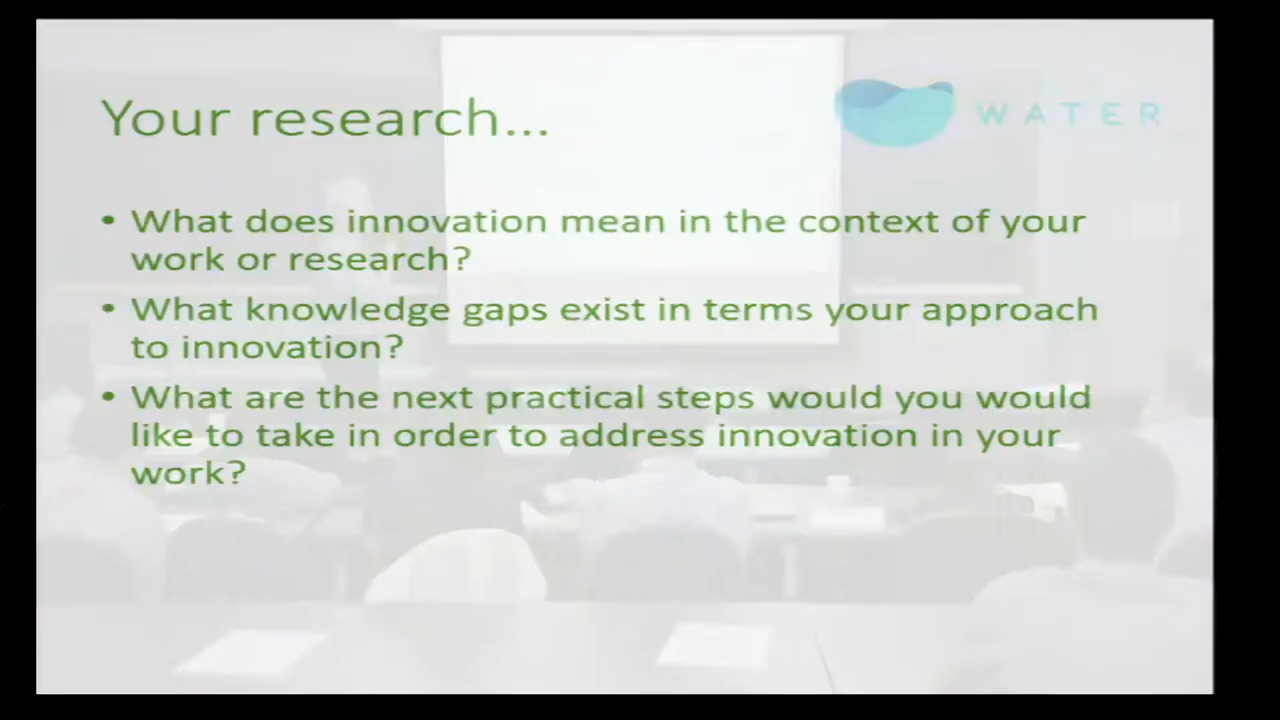 Your research...
WATER
• What does innovation mean in the context of your
work or research?
• What knowledge gaps exist in terms your approach
to innovation?
• What are the next practical steps would you would
like to take in order to address innovation in your
work?